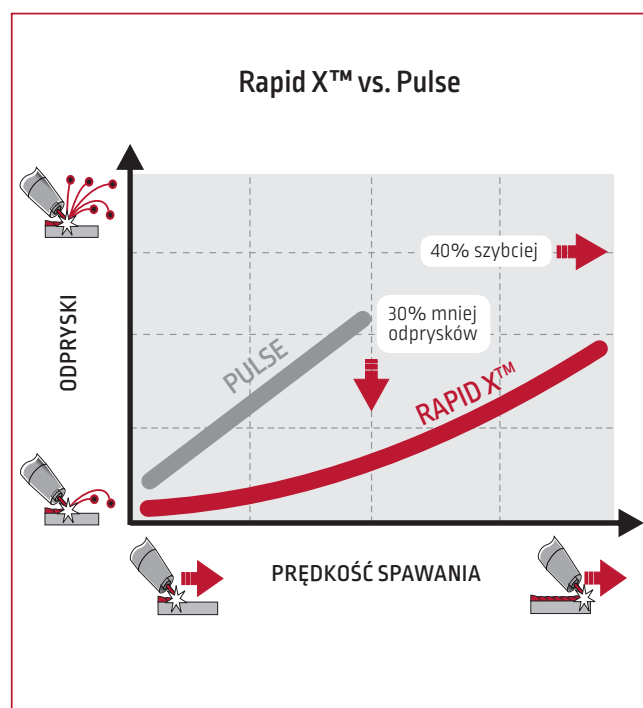 Rapid X™ vs. Pulse
40% szybciej
30% mniej
odprysków
PULSE
RAPID X™
ODPRYSKI
PRĘDKOŚĆ SPAWANIA